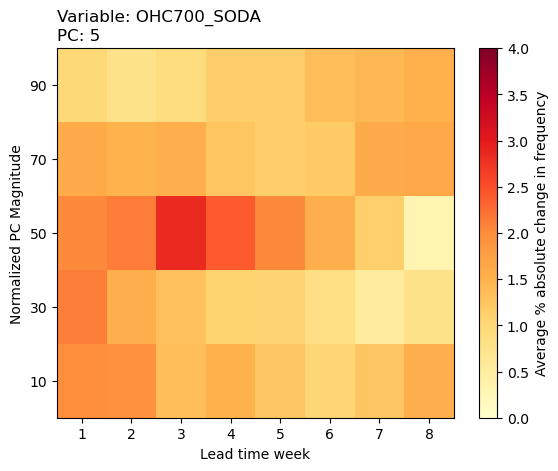 Variable: OHC700_SODA
PC: 5
Normalized PC Magnitude
90
70
50
30
10
1 2 3 4 5 6 7 8
Lead time week
4.0
3.5
3.0
2.5
2.0
1.5
1.0
0.5
0.0
Average % absolute change in frequency